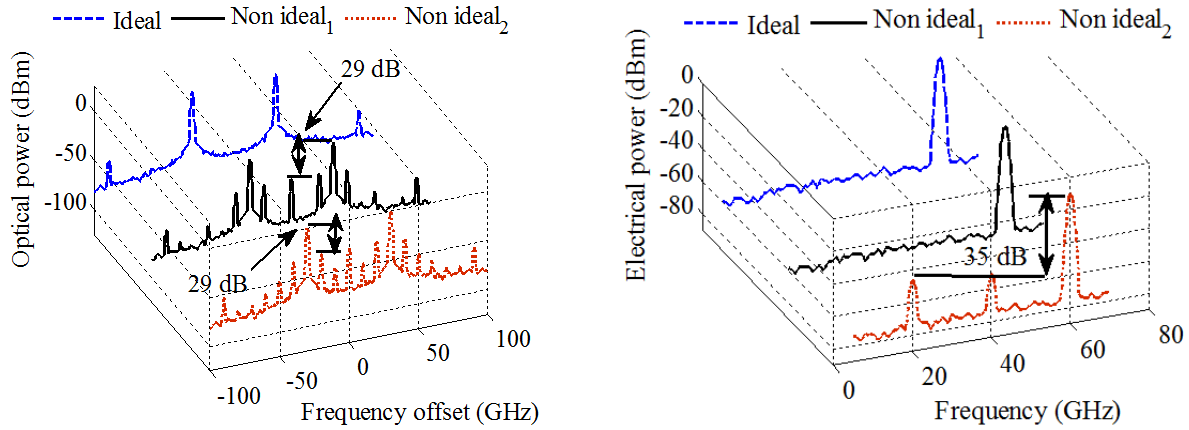 Ideal Non ideal1 Non ideal2
Optical power (dBm)
0
-50
-100
29 dB
29 dB
-100
-50
0
50
100
Frequency offset (GHz)
Ideal Non ideal1 Non ideal2
Electrical power (dBm)
0
-20
-40
-60
-80
35 dB
0
20
40
60
80
Frequency (GHz)